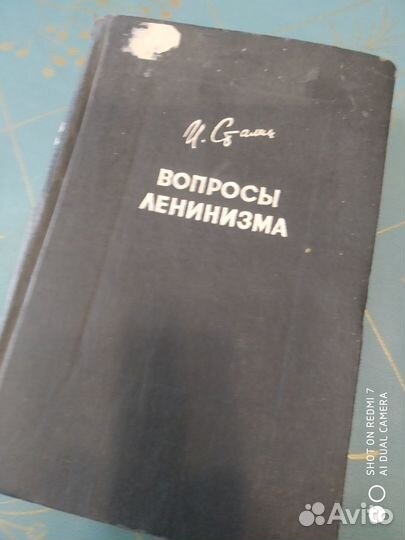 И. Сталин
ВОПРОСЫ
ЛЕНИНИЗМА
SHOT ON REDMI 7
AI DUAL CAMERA
Avito